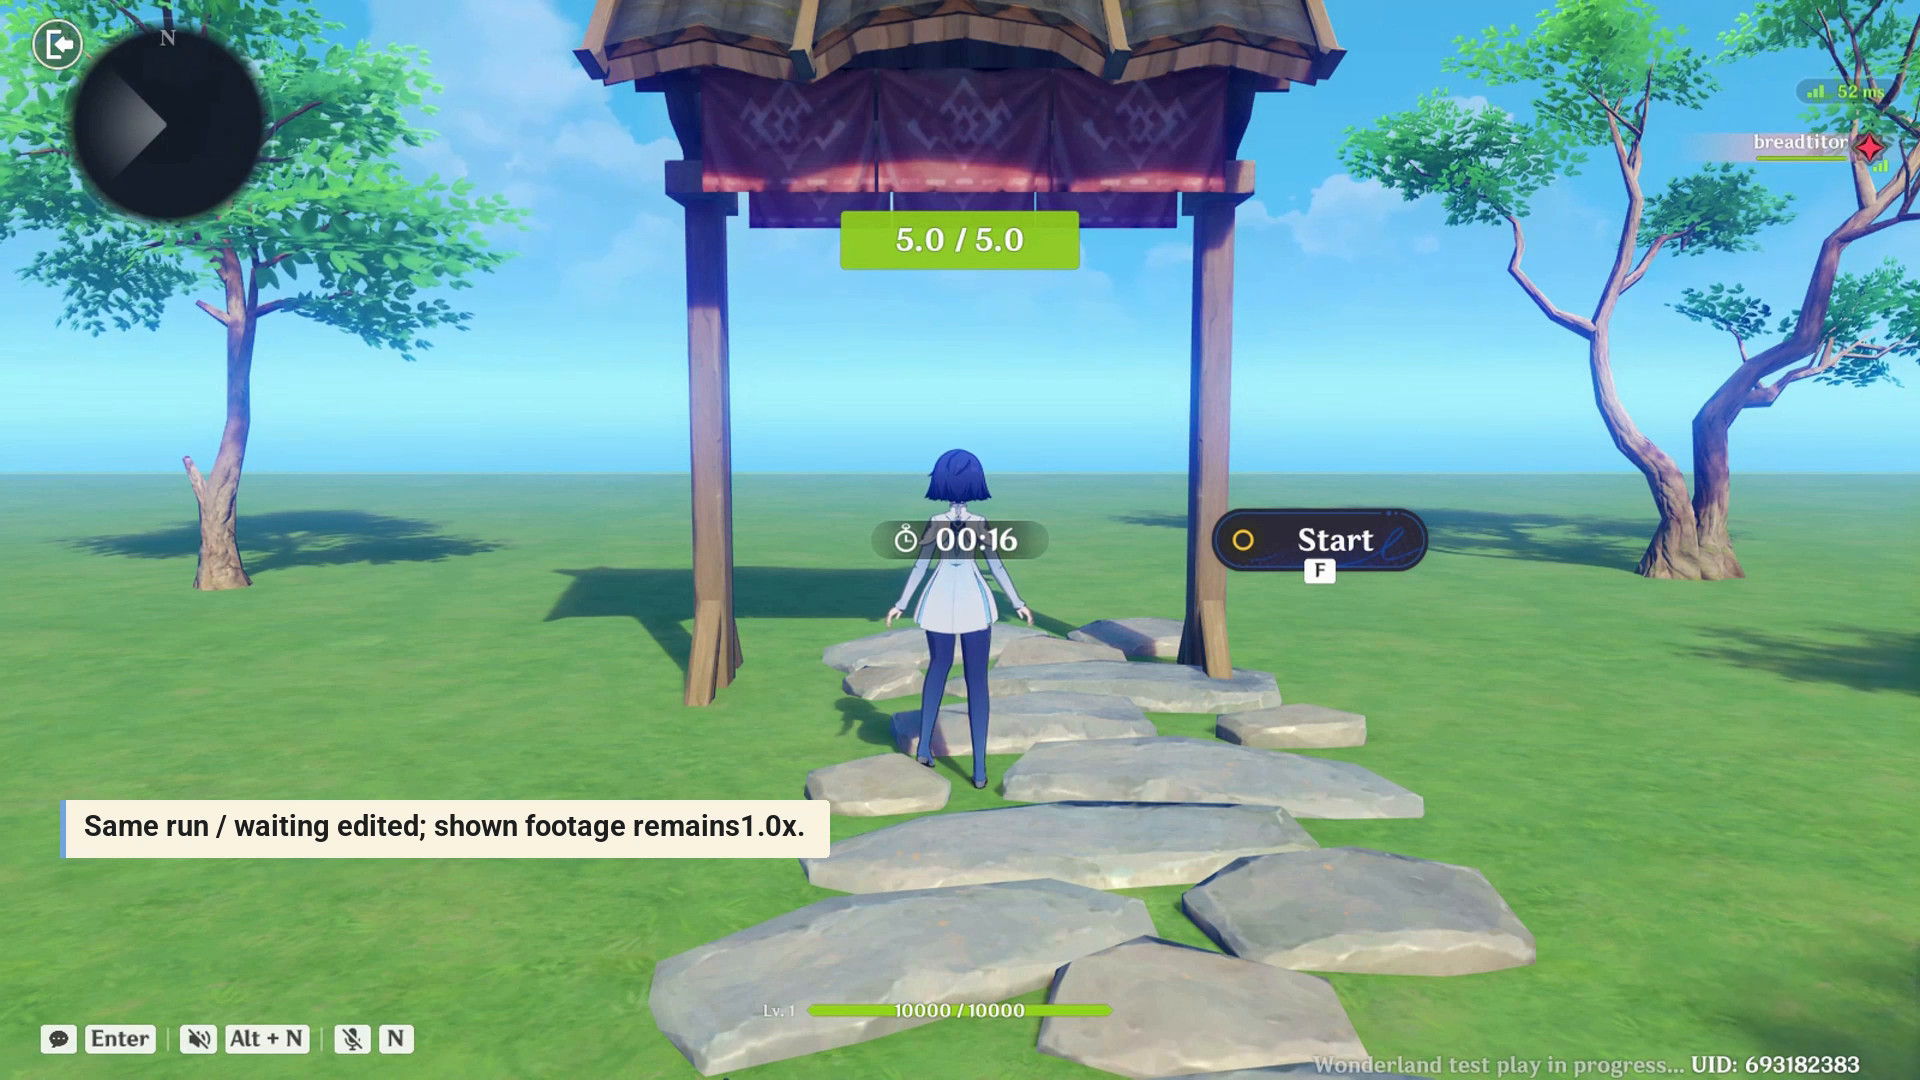 N
52 ms
breadtitor
5.0 / 5.0
00:16
Start
F
Same run / waiting edited; shown footage remains1.0x.
Lv. 1
10000 / 10000
Enter
Alt + N
N
Wonderland test play in progress... UID: 693182383